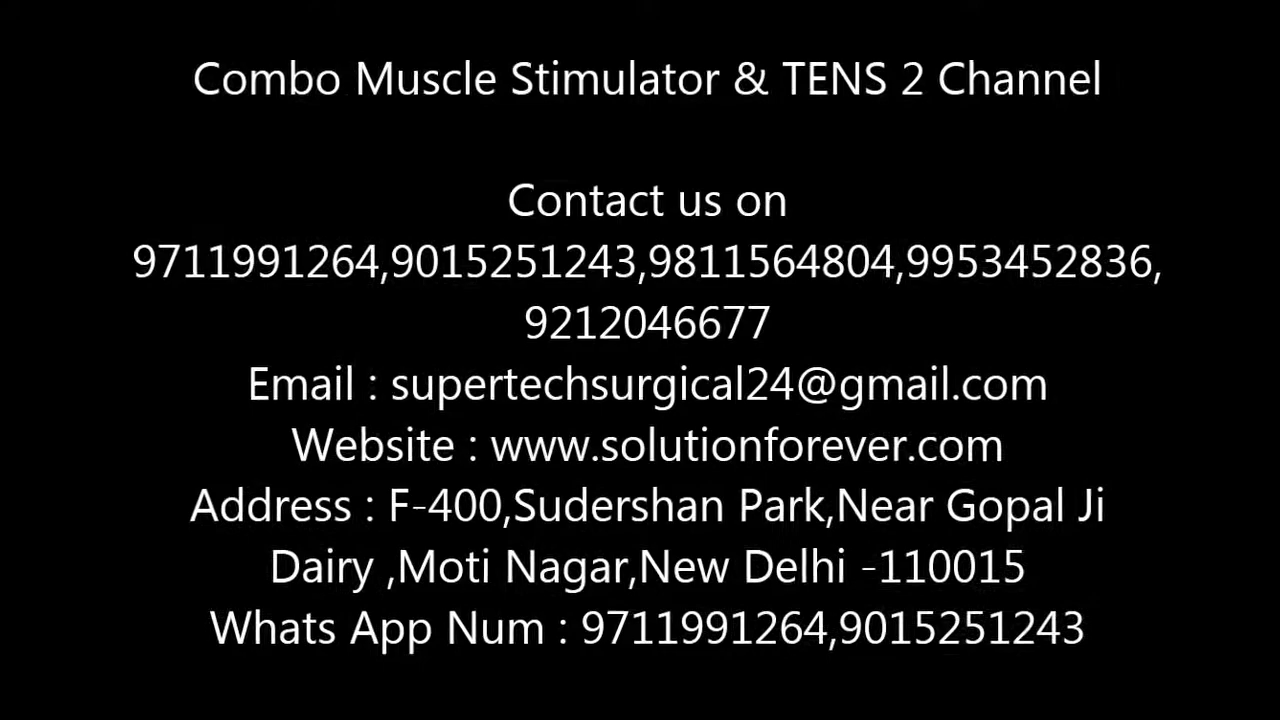 Combo Muscle Stimulator & TENS 2 Channel
Contact us on
9711991264,9015251243,9811564804,9953452836,
9212046677
Email : supertechsurgical24@gmail.com
Website : www.solutionforever.com
Address : F-400,Sudershan Park,Near Gopal Ji
Dairy ,Moti Nagar,New Delhi -110015
Whats App Num : 9711991264,9015251243